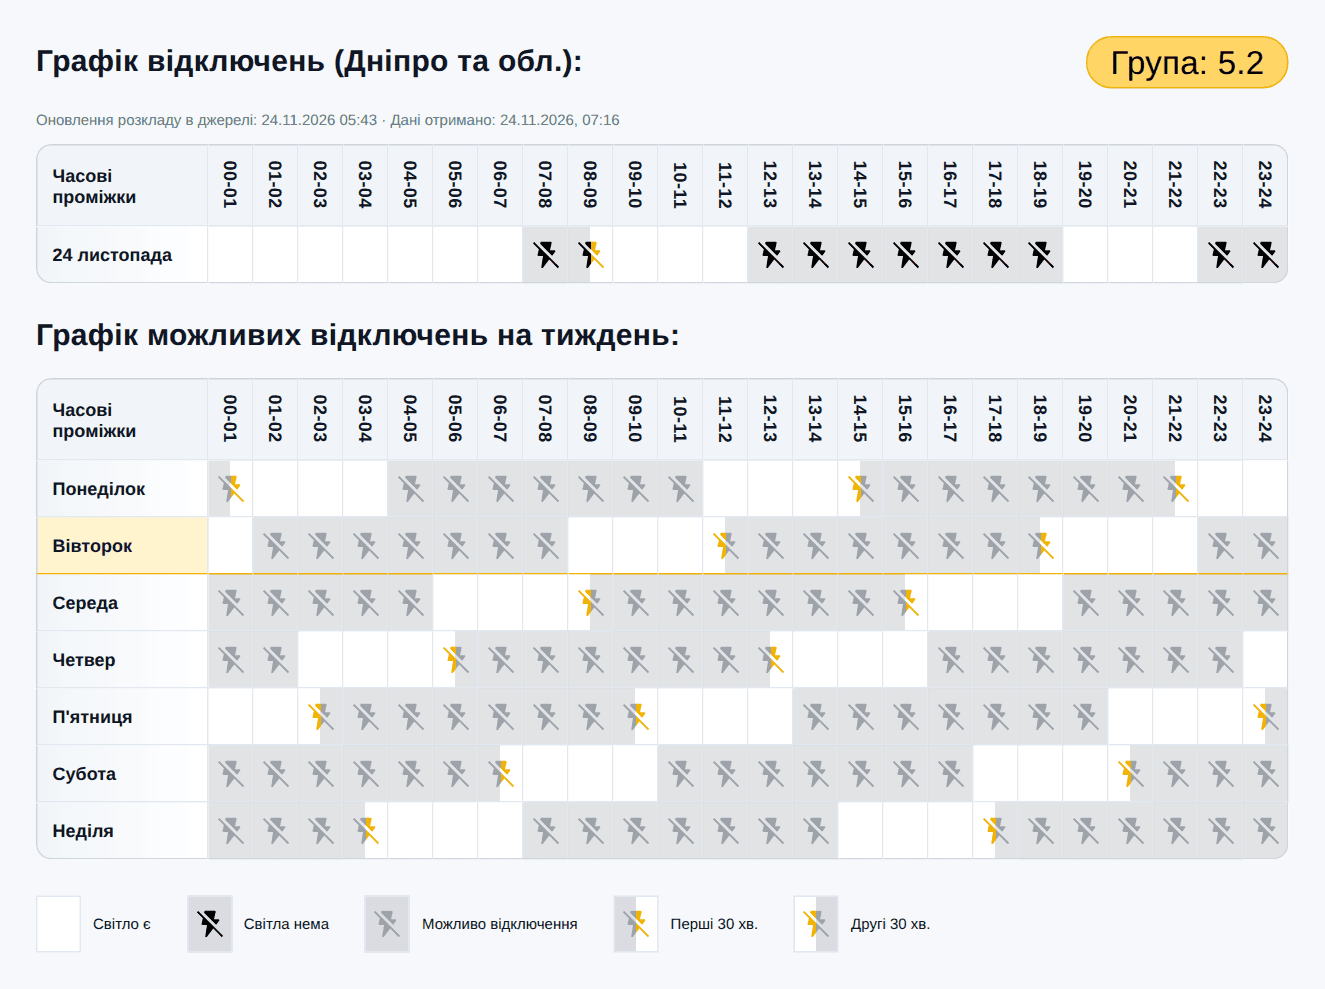 Графік відключень (Дніпро та обл.):
Група: 5.2
Оновлення розкладу в джерелі: 24.11.2026 05:43 · Дані отримано: 24.11.2026, 07:16
Часові проміжки 00-01 01-02 02-03 03-04 04-05 05-06 06-07 07-08 08-09 09-10 10-11 11-12 12-13 13-14 14-15 15-16 16-17 17-18 18-19 19-20 20-21 21-22 22-23 23-24
24 листопада
Графік можливих відключень на тиждень:
Часові проміжки 00-01 01-02 02-03 03-04 04-05 05-06 06-07 07-08 08-09 09-10 10-11 11-12 12-13 13-14 14-15 15-16 16-17 17-18 18-19 19-20 20-21 21-22 22-23 23-24
Понеділок
Вівторок
Середа
Четвер
П'ятниця
Субота
Неділя
Світло є Світла нема Можливо відключення Перші 30 хв. Другі 30 хв.